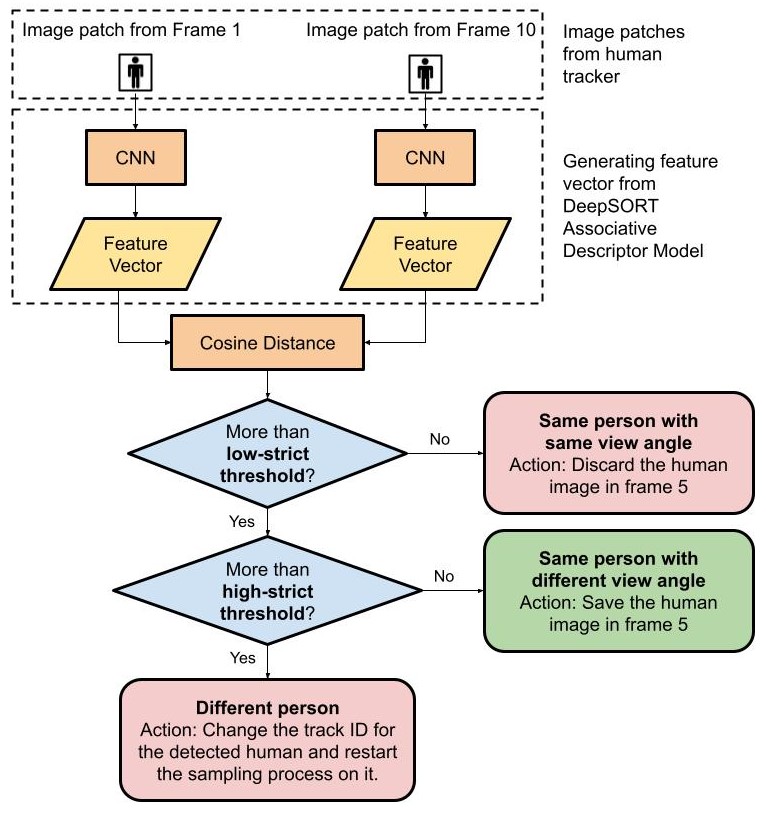 Image patch from Frame 1
Image patch from Frame 10
Image patches
from human
tracker
CNN
CNN
Generating feature
vector from
DeepSORT
Associative
Descriptor Model
Feature
Vector
Feature
Vector
Cosine Distance
More than
low-strict
threshold?
No
Same person with
same view angle
Action: Discard the human
image in frame 5
Yes
More than
high-strict
threshold?
No
Same person with
different view angle
Action: Save the human
image in frame 5
Yes
Different person
Action: Change the track ID for
the detected human and restart
the sampling process on it.